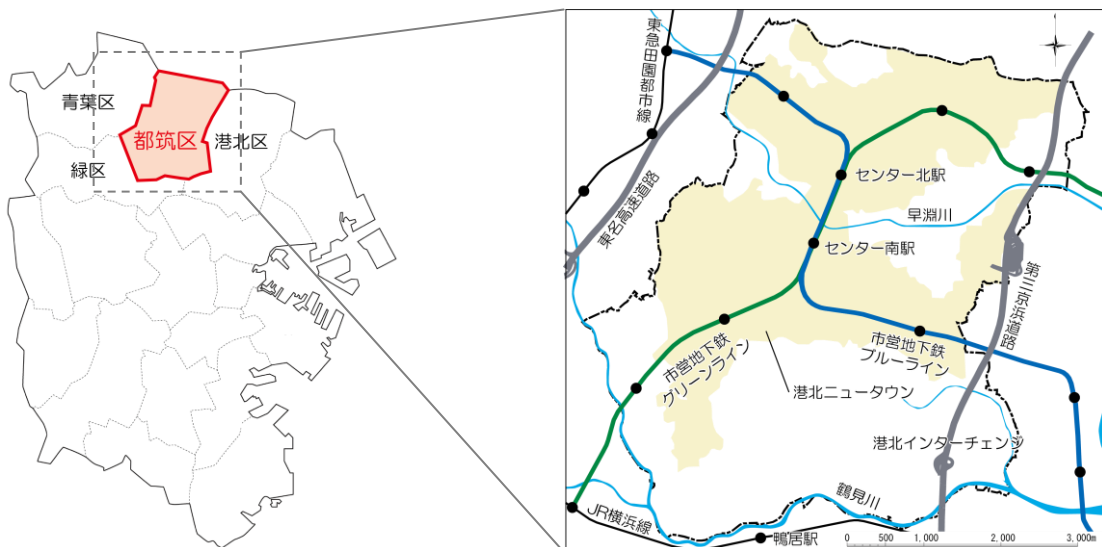 青葉区
都筑区
港北区
緑区
東急田園都市線
東名高速道路
センター北駅
早淵川
センター南駅
第三京浜道路
市営地下鉄
グリーンライン
市営地下鉄
ブルーライン
港北ニュータウン
港北インターチェンジ
鶴見川
JR横浜線
鴨居駅
0 500 1,000 2,000 3,000m